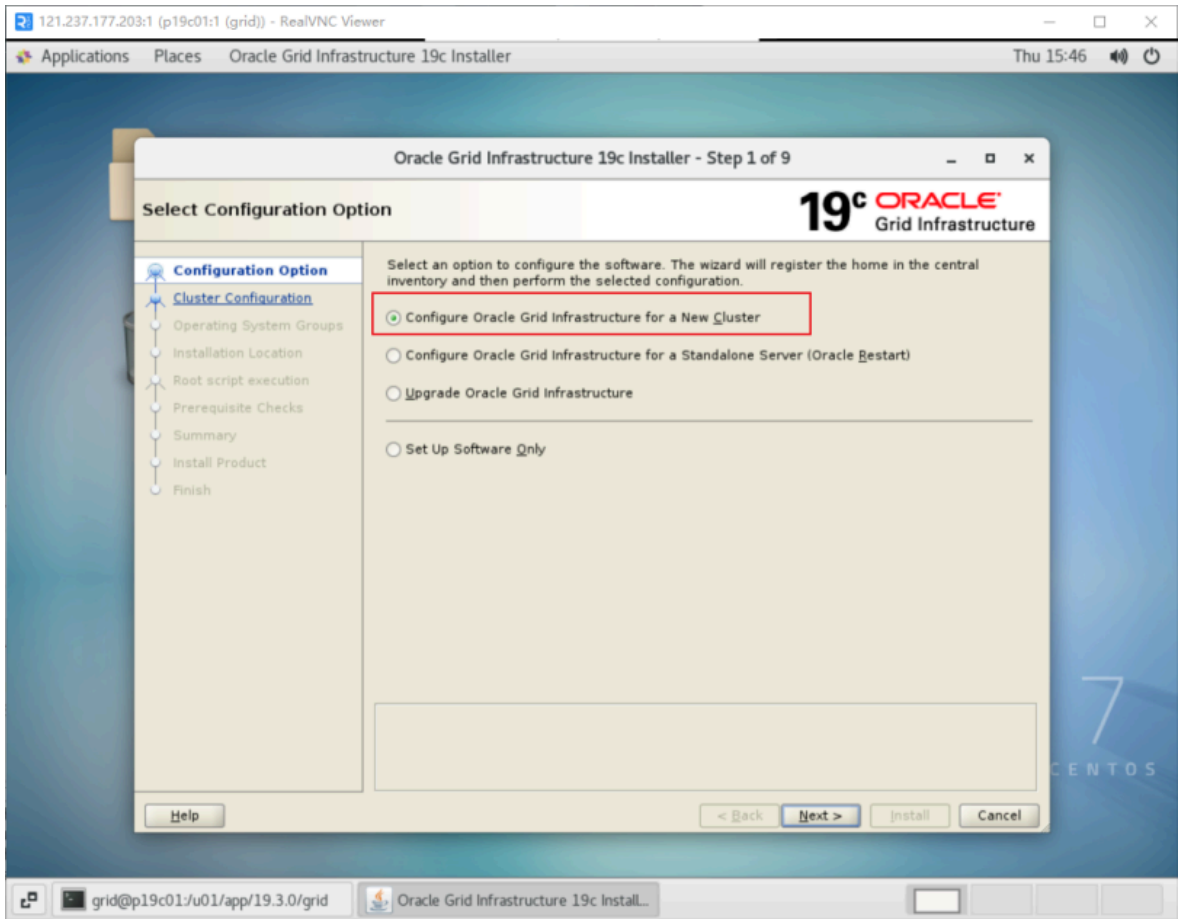 121.237.177.203:1 (p19c01:1 (grid)) - RealVNC Viewer
Applications Places Oracle Grid Infrastructure 19c Installer Thu 15:46
Oracle Grid Infrastructure 19c Installer - Step 1 of 9
Select Configuration Option
19c ORACLE
Grid Infrastructure
Configuration Option
Cluster Configuration
Operating System Groups
Installation Location
Root script execution
Prerequisite Checks
Summary
Install Product
Finish
Select an option to configure the software. The wizard will register the home in the central
inventory and then perform the selected configuration.
Configure Oracle Grid Infrastructure for a New Cluster
Configure Oracle Grid Infrastructure for a Standalone Server (Oracle Restart)
Upgrade Oracle Grid Infrastructure
Set Up Software Only
7
CENTOS
Help < Back Next > Install Cancel
grid@p19c01:/u01/app/19.3.0/grid Oracle Grid Infrastructure 19c Install...